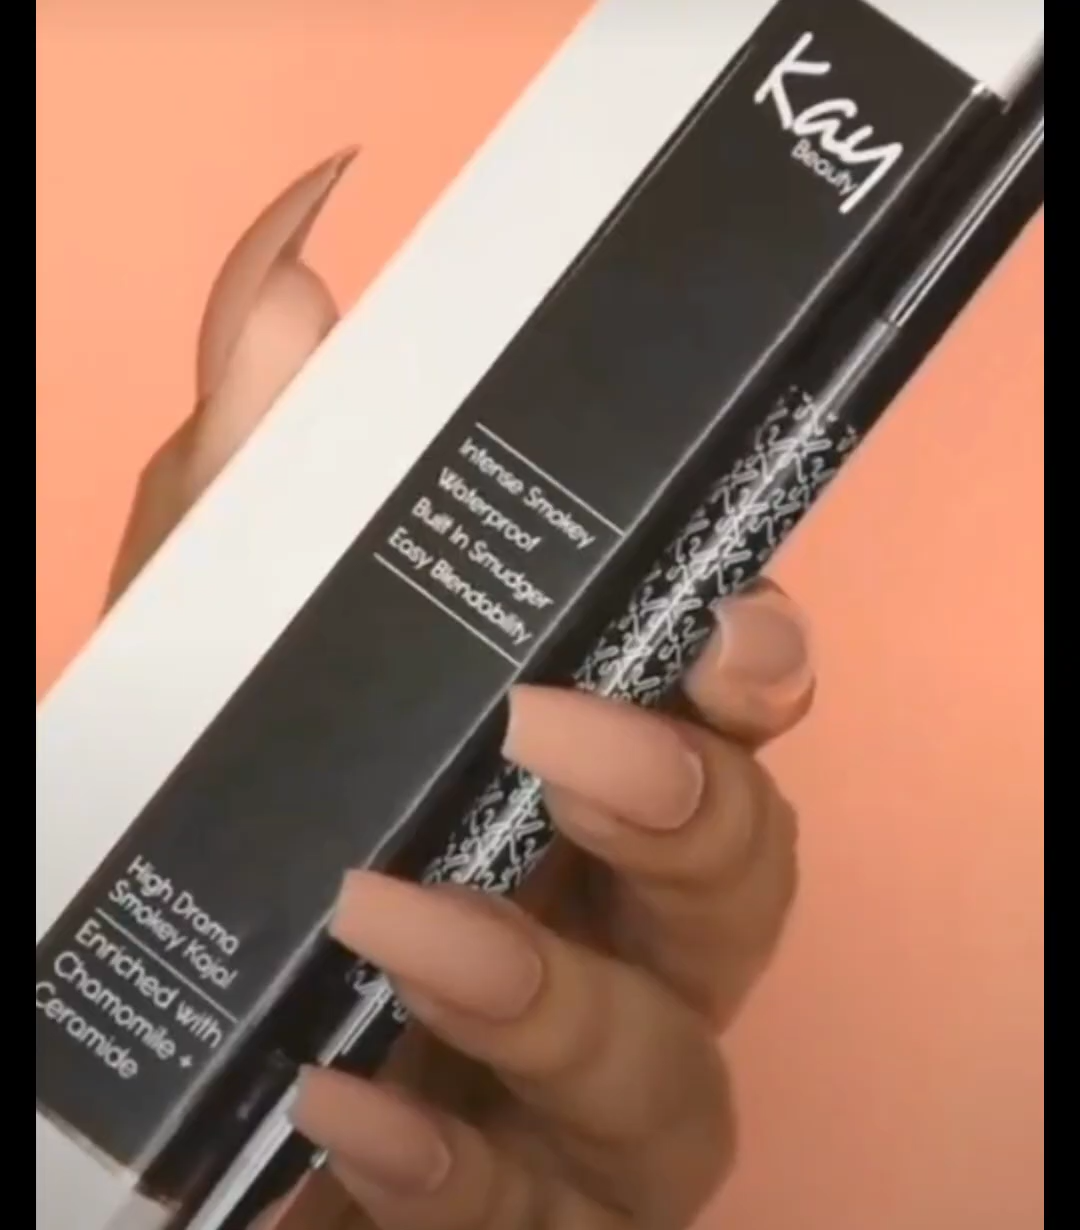 Kay
Beauty
Intense Smokey
Waterproof
Built In Smudger
Easy Blendability
High Drama
Smokey Kajal
Enriched with
Chamomile +
Ceramide